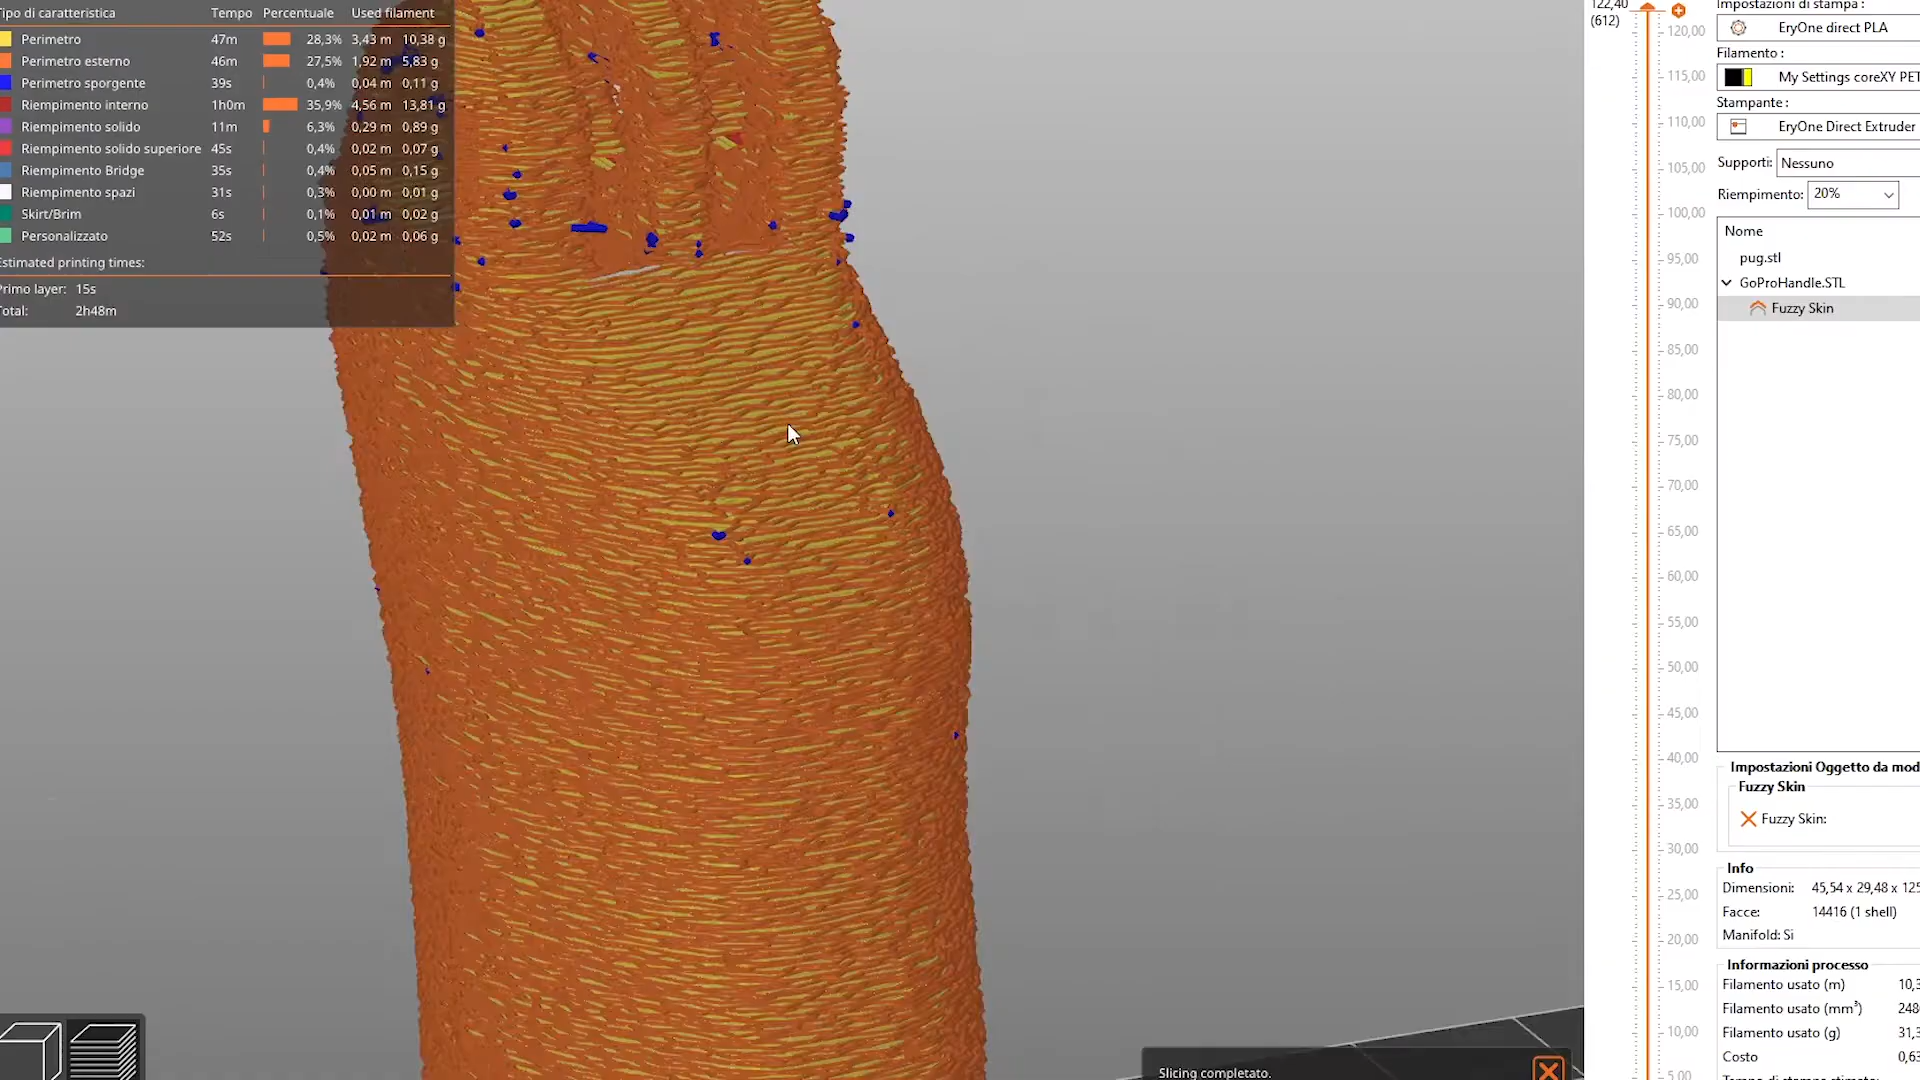 Tipo di caratteristica Tempo Percentuale Used filament
Perimetro 47m 28,3% 3,43 m 10,38 g
Perimetro esterno 46m 27,5% 1,92 m 5,83 g
Perimetro sporgente 39s 0,4% 0,04 m 0,11 g
Riempimento interno 1h0m 35,9% 4,56 m 13,81 g
Riempimento solido 11m 6,3% 0,29 m 0,89 g
Riempimento solido superiore 45s 0,4% 0,02 m 0,07 g
Riempimento Bridge 35s 0,4% 0,05 m 0,15 g
Riempimento spazi 31s 0,3% 0,00 m 0,01 g
Skirt/Brim 6s 0,1% 0,01 m 0,02 g
Personalizzato 52s 0,5% 0,02 m 0,06 g
Estimated printing times:
Primo layer: 15s
Total: 2h48m
Slicing completato.
122,40
(612)
120,00
115,00
110,00
105,00
100,00
95,00
90,00
85,00
80,00
75,00
70,00
65,00
60,00
55,00
50,00
45,00
40,00
35,00
30,00
25,00
20,00
15,00
10,00
5,00
Impostazioni di stampa :
EryOne direct PLA
Filamento :
My Settings coreXY PET
Stampante :
EryOne Direct Extruder
Supporti: Nessuno
Riempimento: 20%
Nome
pug.stl
GoProHandle.STL
Fuzzy Skin
Impostazioni Oggetto da mod
Fuzzy Skin
Fuzzy Skin:
Info
Dimensioni: 45,54 x 29,48 x 125
Facce: 14416 (1 shell)
Manifold: Si
Informazioni processo
Filamento usato (m) 10,3
Filamento usato (mm³) 248
Filamento usato (g) 31,3
Costo 0,63